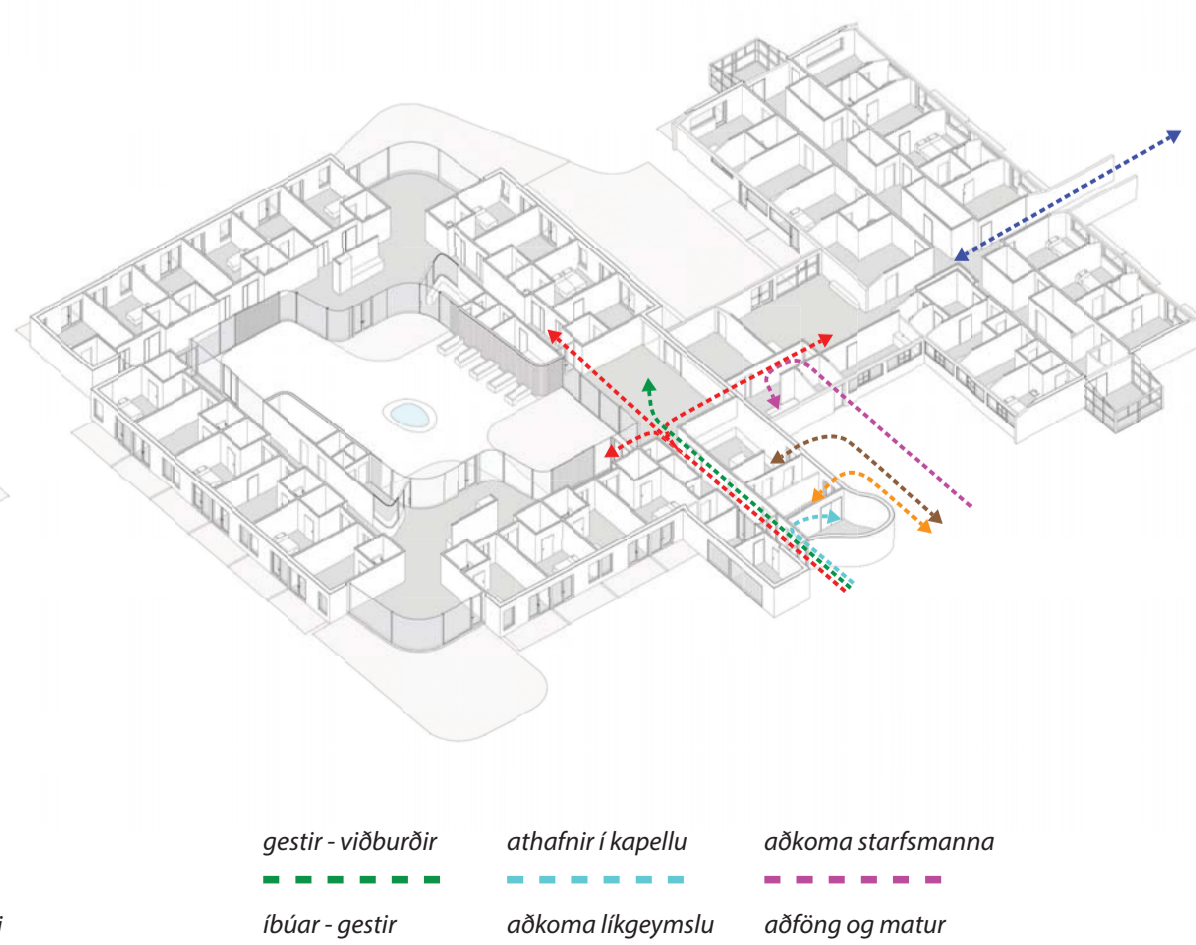 gestir - viðburðir athafnir í kapellu aðkoma starfsmanna
íbúar - gestir aðkoma líkgeymslu aðföng og matur